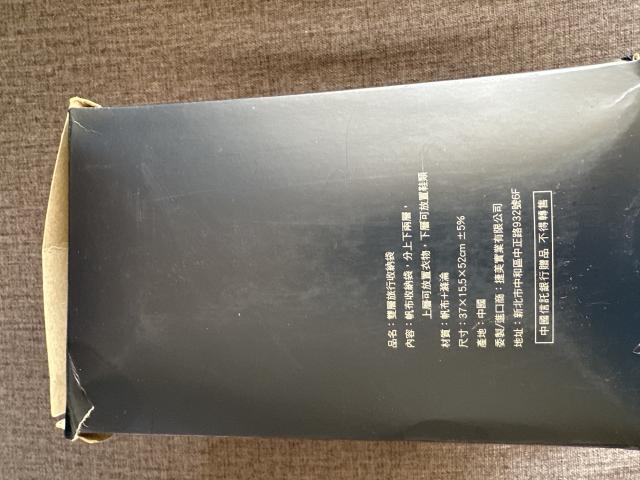 品名：雙層旅行收納袋
內容：帆布收納袋，分上下兩層，
上層可放置衣物，下層可放置鞋類
材質：帆布＋滌淪
尺寸：37×15.5×52cm ±5%
產地：中國
委製/進口商：捷美實業有限公司
地址：新北市中和區中正路932號6F
中國信託銀行贈品 不得轉售